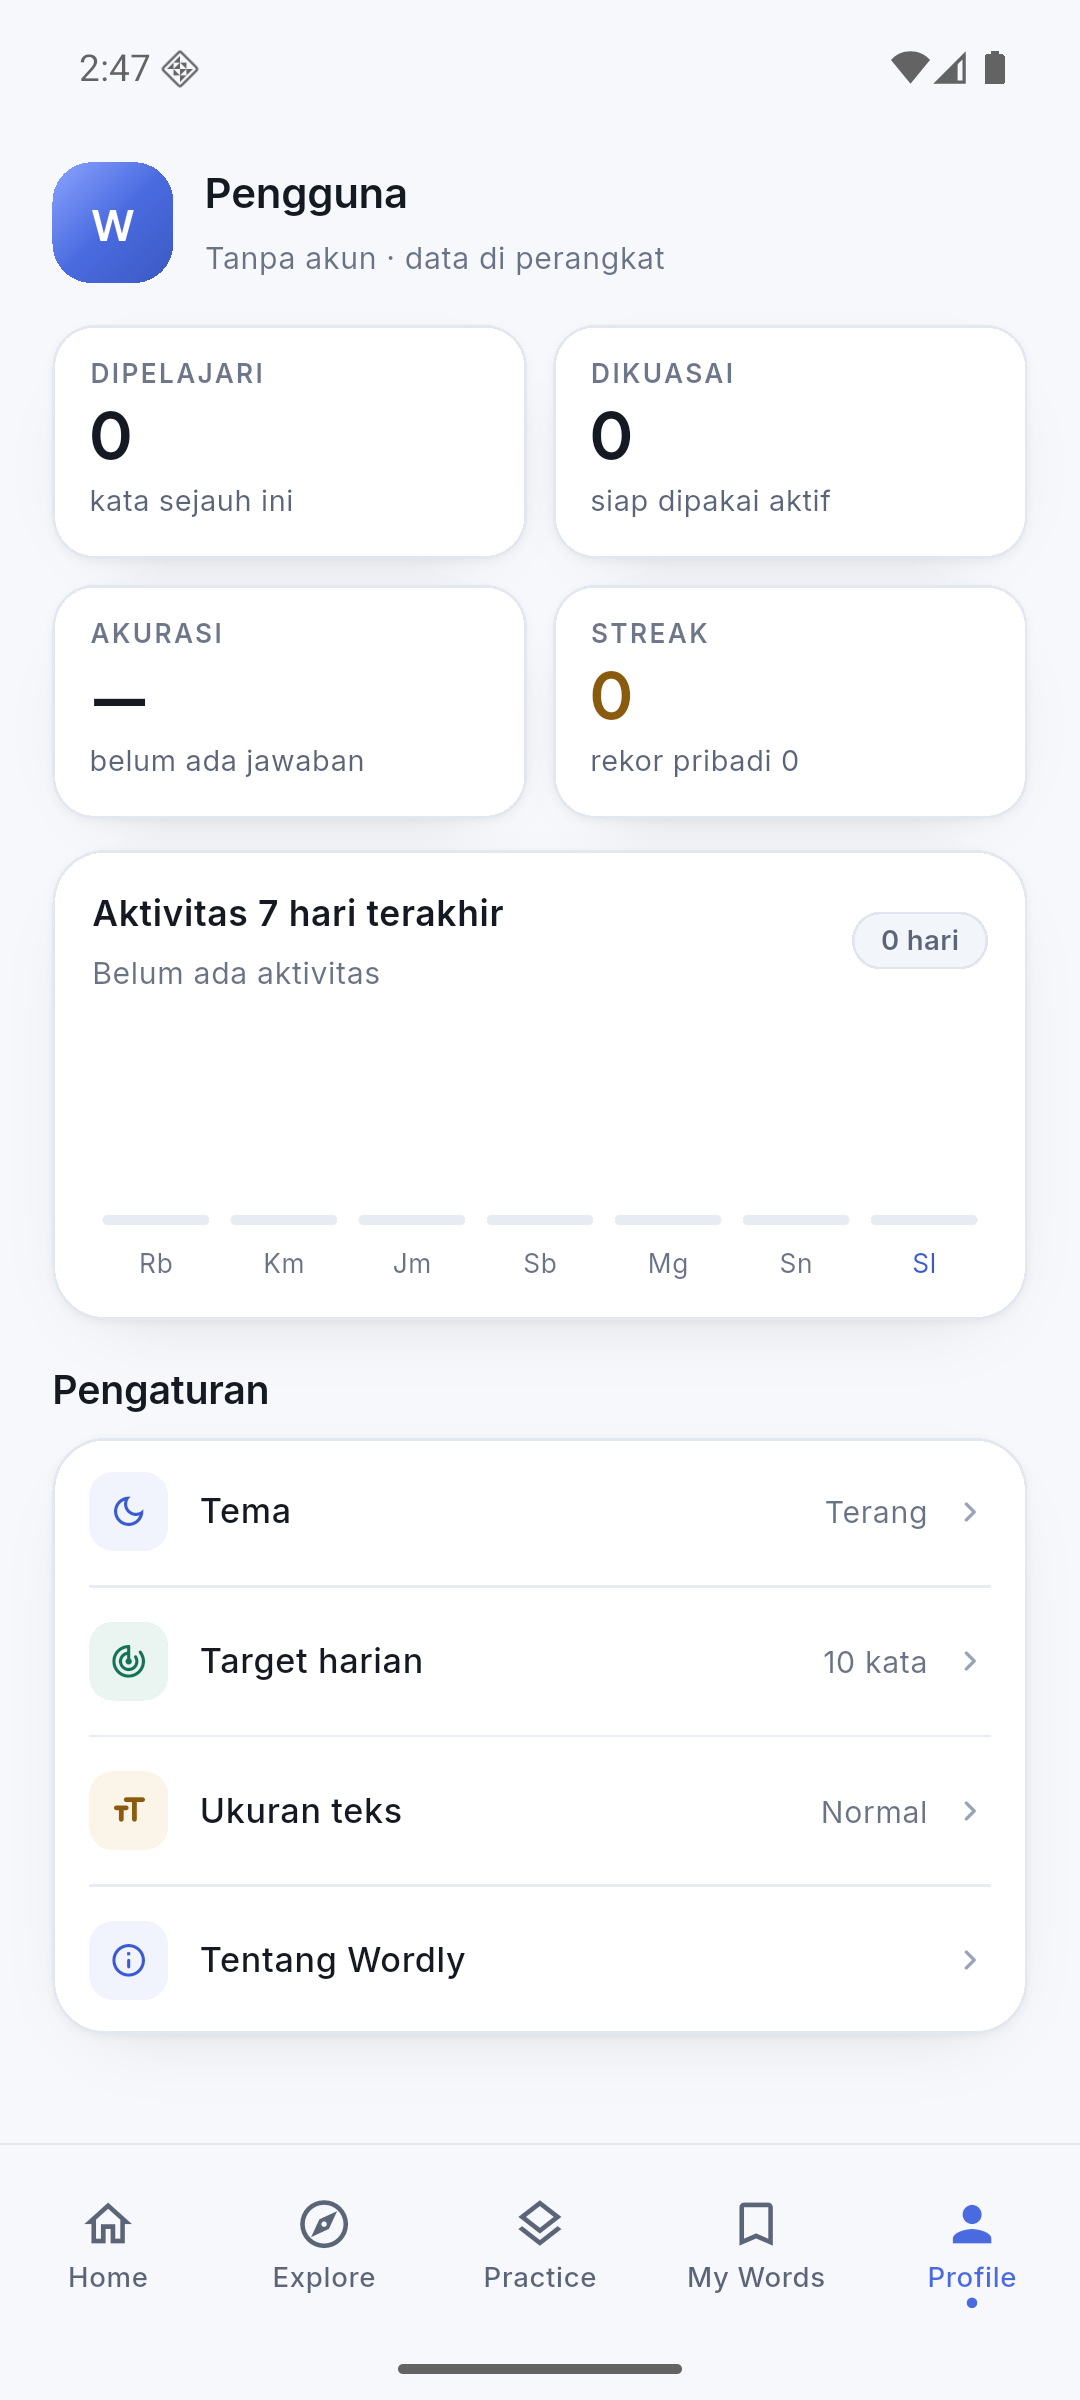 2:47
W
Pengguna
Tanpa akun · data di perangkat
DIPELAJARI
0
kata sejauh ini
DIKUASAI
0
siap dipakai aktif
AKURASI
—
belum ada jawaban
STREAK
0
rekor pribadi 0
Aktivitas 7 hari terakhir
Belum ada aktivitas
0 hari
Rb Km Jm Sb Mg Sn Sl
Pengaturan
Tema Terang
Target harian 10 kata
Ukuran teks Normal
Tentang Wordly
Home Explore Practice My Words Profile